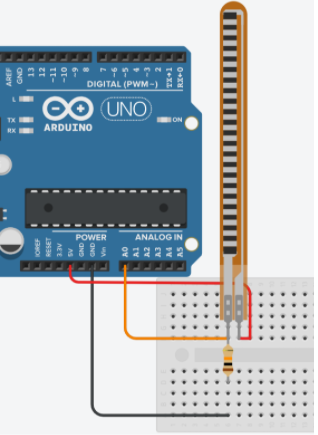 AREF
GND
13
12
~11
~10
~9
8
7
~6
~5
4
~3
2
TX→1
RX←0
DIGITAL (PWM~)
L
TX
RX
UNO
ON
ARDUINO
IOREF
RESET
3.3V
5V
GND
GND
Vin
POWER
ANALOG IN
A0
A1
A2
A3
A4
A5